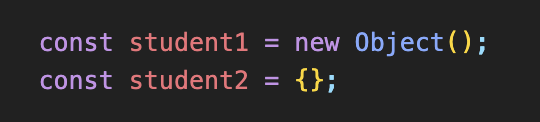 const student1 = new Object();
const student2 = {};